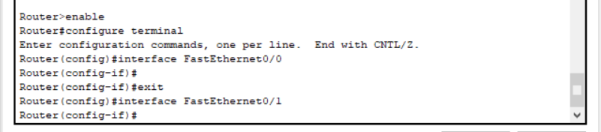 Router>enable
Router#configure terminal
Enter configuration commands, one per line.  End with CNTL/Z.
Router(config)#interface FastEthernet0/0
Router(config-if)#
Router(config-if)#exit
Router(config)#interface FastEthernet0/1
Router(config-if)#